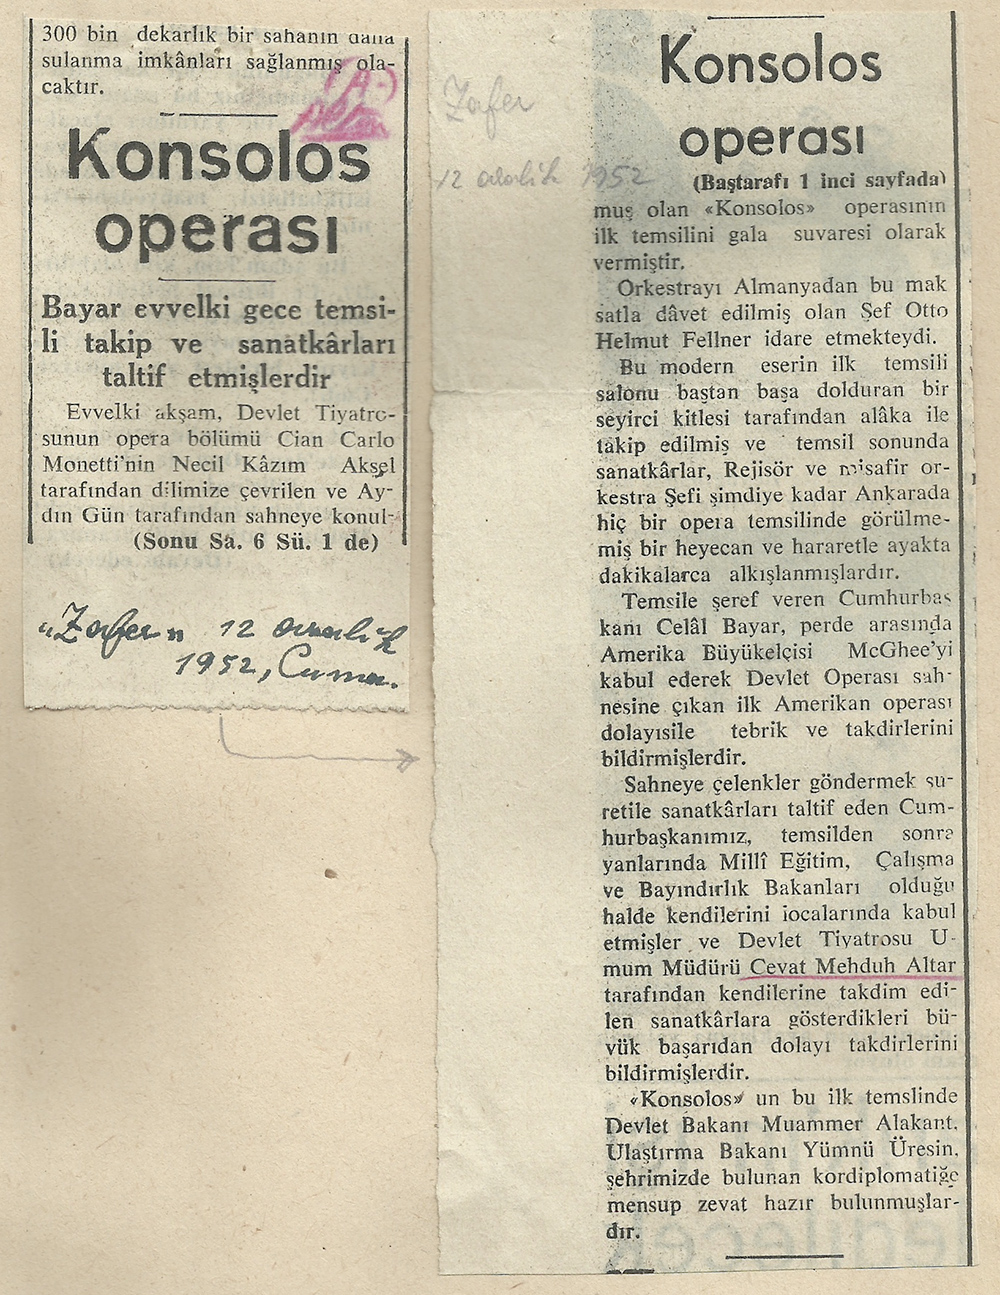 300 bin dekarlık bir sahanın daha
sulanma imkânları sağlanmış ola-
caktır.
(A-)
Konsolos
operası
Bayar evvelki gece temsi-
li takip ve sanatkârları
taltif etmişlerdir
Evvelki akşam, Devlet Tiyatro-
sunun opera bölümü Cian Carlo
Monetti'nin Necil Kâzım Aksel
tarafından dilimize çevrilen ve Ay-
dın Gün tarafından sahneye konul-
(Sonu Sa. 6 Sü. 1 de)
"Zafer" 12 aralık
1952, Cuma.
Zafer
12 aralık 1952
Konsolos
operası
(Baştarafı 1 inci sayfada)
muş olan «Konsolos» operasının
ilk temsilini gala suvaresi olarak
vermiştir.
Orkestrayı Almanyadan bu mak
satla dâvet edilmiş olan Şef Otto
Helmut Fellner idare etmekteydi.
Bu modern eserin ilk temsili
salonu baştan başa dolduran bir
seyirci kitlesi tarafından alâka ile
takip edilmiş ve temsil sonunda
sanatkârlar, Rejisör ve misafir or-
kestra Şefi şimdiye kadar Ankarada
hiç bir opera temsilinde görülme-
miş bir heyecan ve hararetle ayakta
dakikalarca alkışlanmışlardır.
Temsile şeref veren Cumhurbaş
kanı Celâl Bayar, perde arasında
Amerika Büyükelçisi McGhee'yi
kabul ederek Devlet Operası sah-
nesine çıkan ilk Amerikan operası
dolayısile tebrik ve takdirlerini
bildirmişlerdir.
Sahneye çelenkler göndermek su-
retile sanatkârları taltif eden Cum-
hurbaşkanımız, temsilden sonra
yanlarında Millî Eğitim, Çalışma
ve Bayındırlık Bakanları olduğu
halde kendilerini localarında kabul
etmişler ve Devlet Tiyatrosu U-
mum Müdürü Cevat Mehduh Altar
tarafından kendilerine takdim edi-
len sanatkârlara gösterdikleri bü-
yük başarıdan dolayı takdirlerini
bildirmişlerdir.
«Konsolos» un bu ilk temslinde
Devlet Bakanı Muammer Alakant,
Ulaştırma Bakanı Yümnü Üresin,
şehrimizde bulunan kordiplomatiğe
mensup zevat hazır bulunmuşlar-
dır.